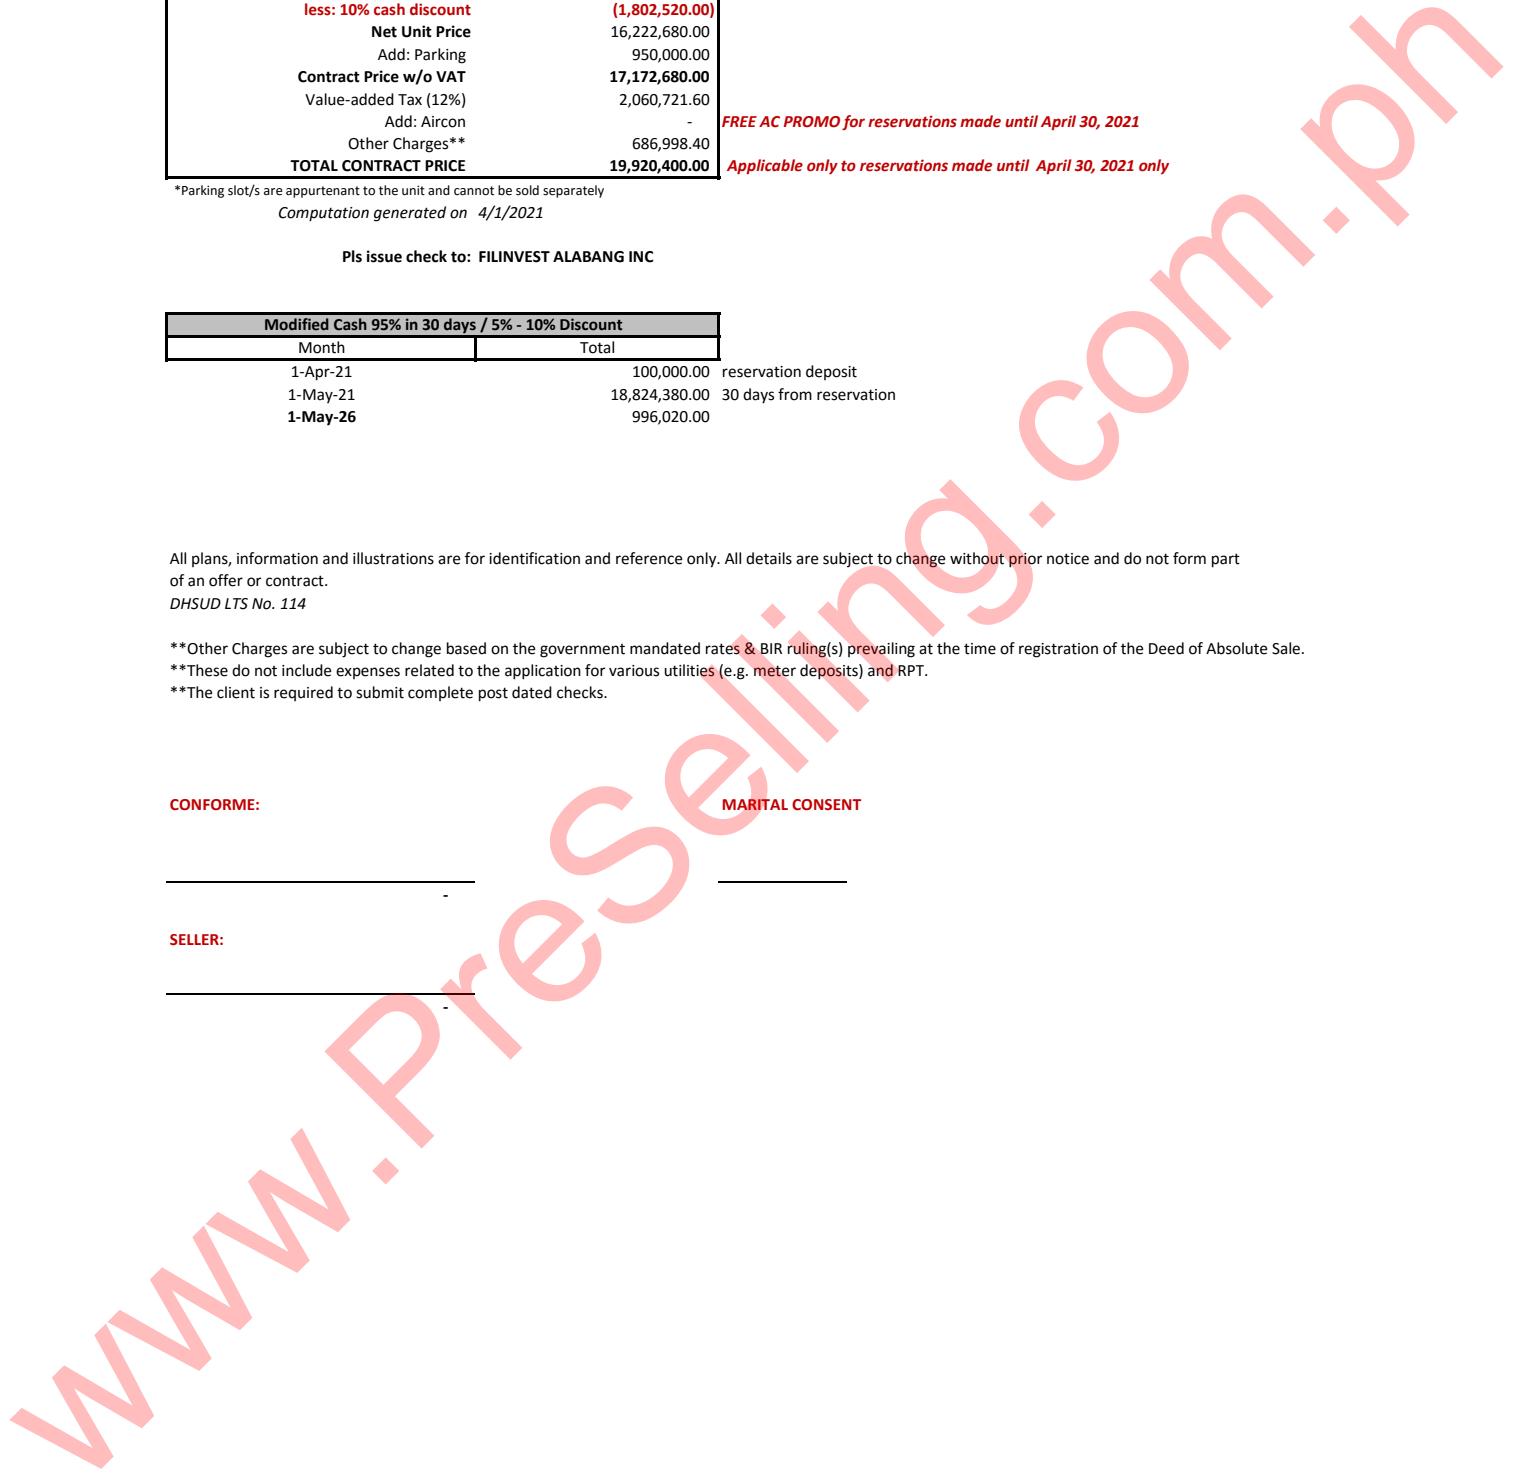 less: 10% cash discount (1,802,520.00)
Net Unit Price 16,222,680.00
Add: Parking 950,000.00
Contract Price w/o VAT 17,172,680.00
Value-added Tax (12%) 2,060,721.60
Add: Aircon - FREE AC PROMO for reservations made until April 30, 2021
Other Charges** 686,998.40
TOTAL CONTRACT PRICE 19,920,400.00 Applicable only to reservations made until April 30, 2021 only
*Parking slot/s are appurtenant to the unit and cannot be sold separately
Computation generated on 4/1/2021
Pls issue check to: FILINVEST ALABANG INC
Modified Cash 95% in 30 days / 5% - 10% Discount
Month Total
1-Apr-21 100,000.00 reservation deposit
1-May-21 18,824,380.00 30 days from reservation
1-May-26 996,020.00
All plans, information and illustrations are for identification and reference only. All details are subject to change without prior notice and do not form part
of an offer or contract.
DHSUD LTS No. 114
**Other Charges are subject to change based on the government mandated rates & BIR ruling(s) prevailing at the time of registration of the Deed of Absolute Sale.
**These do not include expenses related to the application for various utilities (e.g. meter deposits) and RPT.
**The client is required to submit complete post dated checks.
CONFORME: MARITAL CONSENT
-
SELLER:
-
www.PreSelling.com.ph